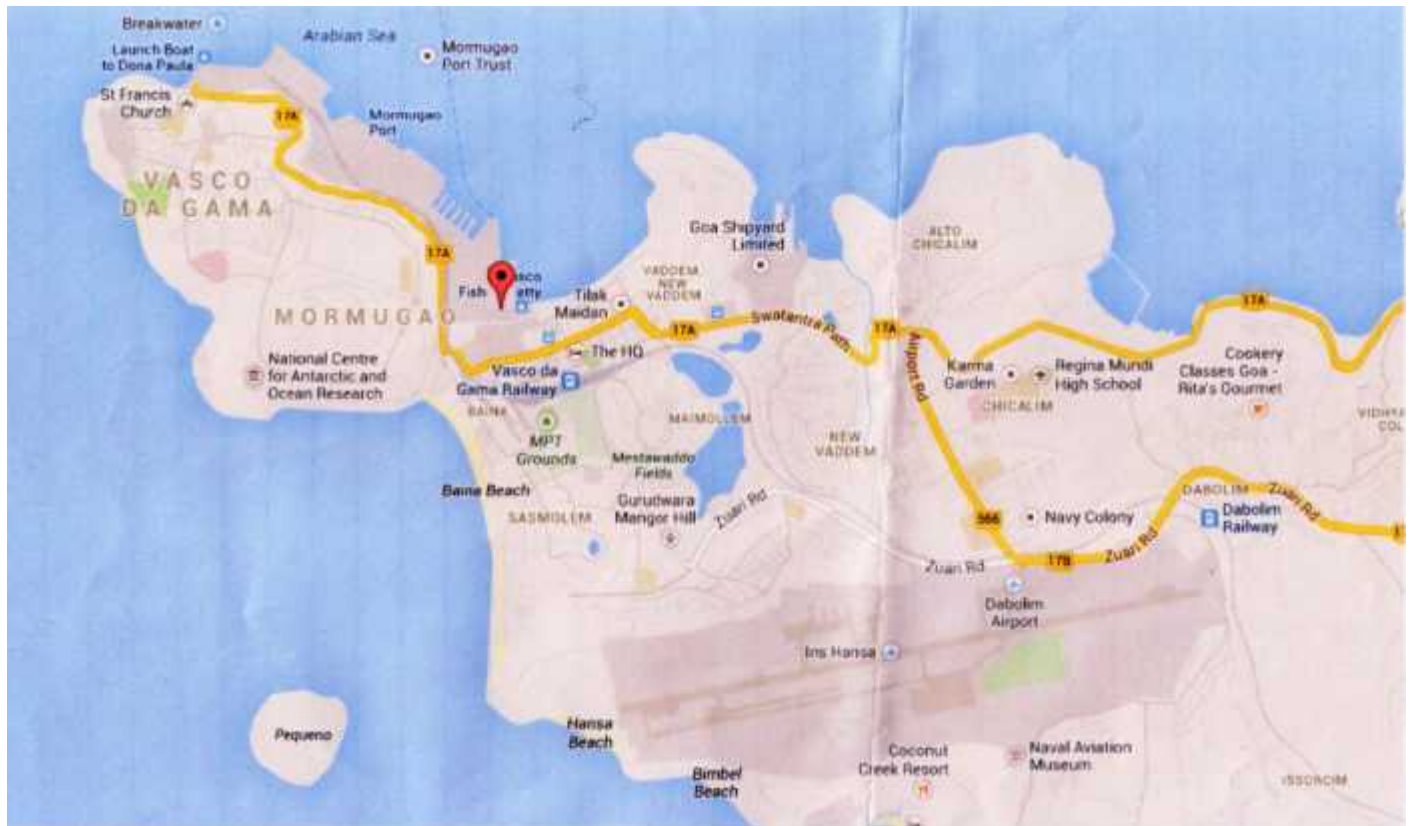 Breakwater
Arabian Sea
Launch Boat
to Dona Paula
Mormugao
Port Trust
St Francis
Church
17A
Mormugao
Port
VASCO
DA GAMA
Goa Shipyard
Limited
ALTO
CHICALIM
17A
VADDEM
NEW
VADDEM
Fish
asco
etty
Tilak
Maidan
17A
MORMUGAO
17A
Swatantra Path
17A
Airport Rd
National Centre
for Antarctic and
Ocean Research
The HQ
Vasco da
Gama Railway
Karma
Garden
Regina Mundi
High School
Cookery
Classes Goa -
Rita's Gourmet
CHICALIM
BAINA
MAIMOLLEM
MPT
Grounds
NEW
VADDEM
Mestawaddo
Fields
Baina Beach
SASMOLEM
Gurudwara
Mangor Hill
Zuari Rd
DABOLIM
Zuari Rd
Dabolim
Railway
Navy Colony
Zuari Rd
Zuari Rd
17B
Dabolim
Airport
Ins Hansa
Pequeno
Hansa
Beach
Bimbel
Beach
Coconut
Creek Resort
Naval Aviation
Museum
ISSORCIM